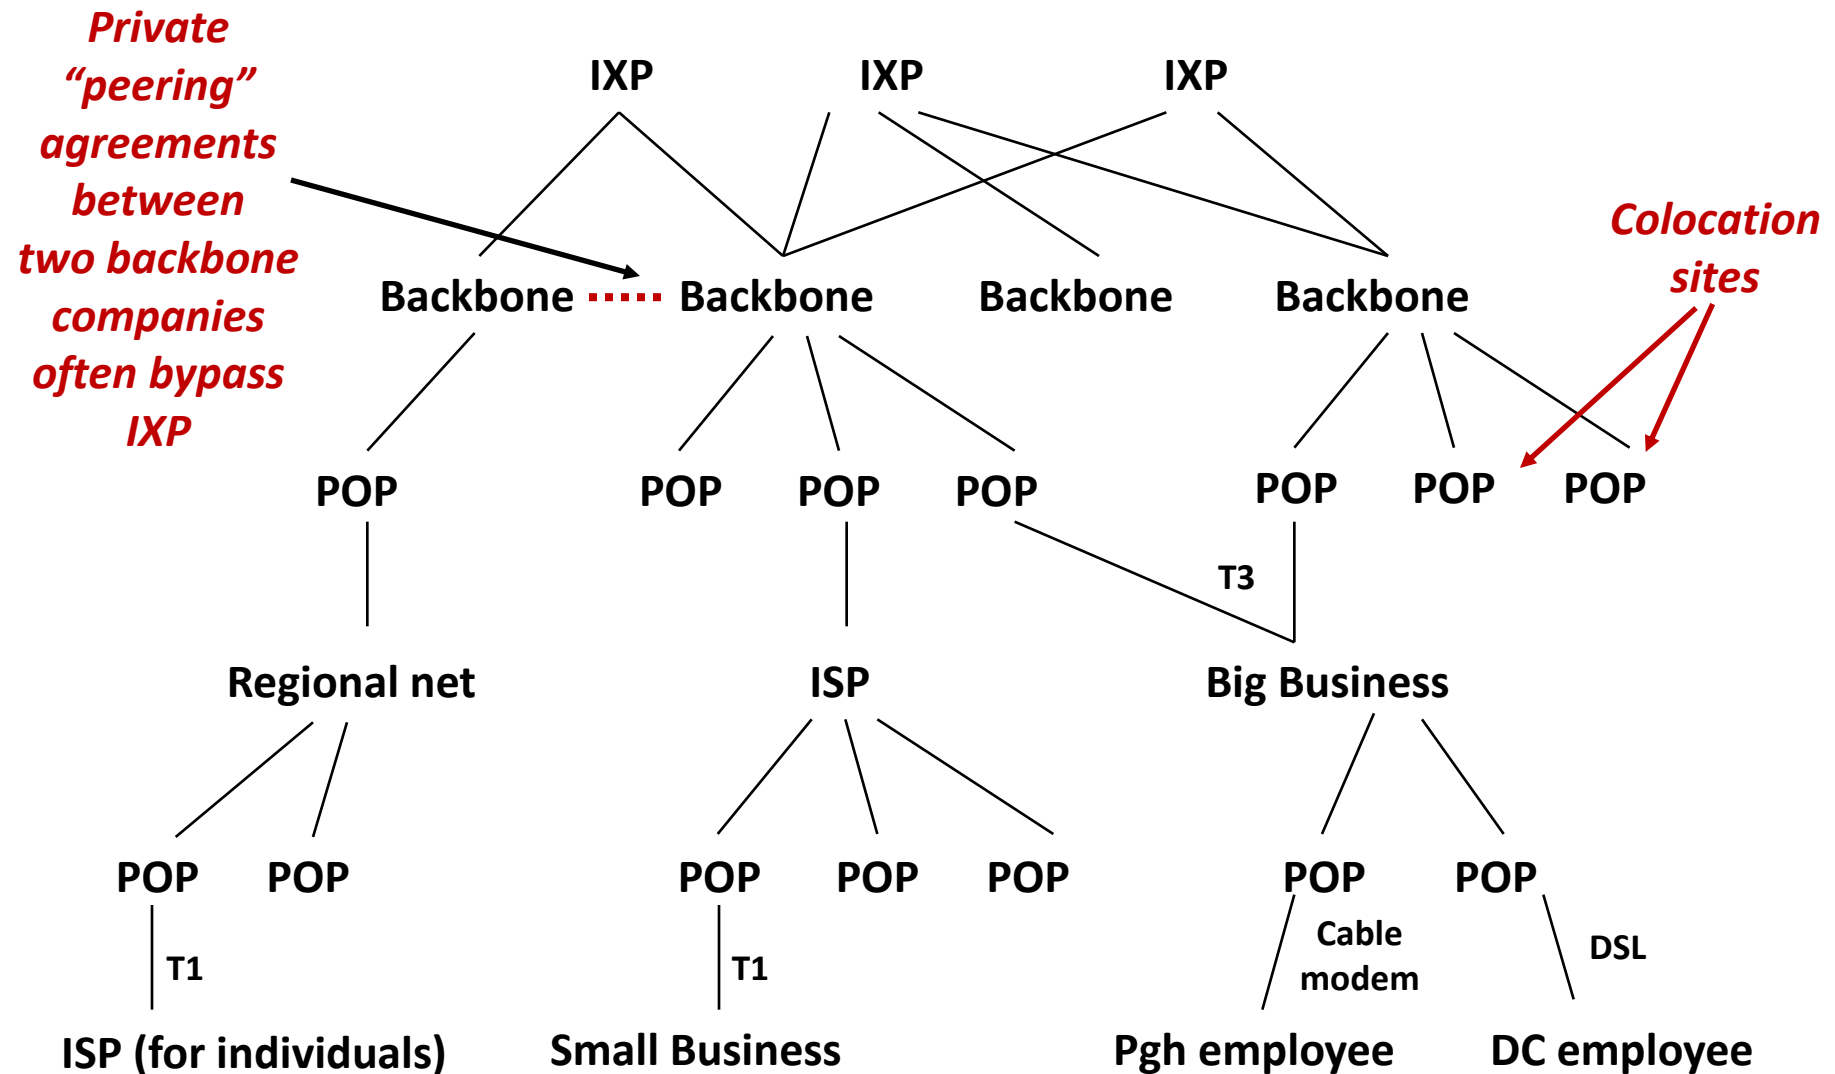 Private
“peering”
agreements
between
two backbone
companies
often bypass
IXP
IXP IXP IXP
Colocation
sites
Backbone Backbone Backbone Backbone
POP POP POP POP POP POP POP
T3
Regional net ISP Big Business
POP POP POP POP POP POP POP
T1 T1 Cable
modem
DSL
ISP (for individuals) Small Business Pgh employee DC employee